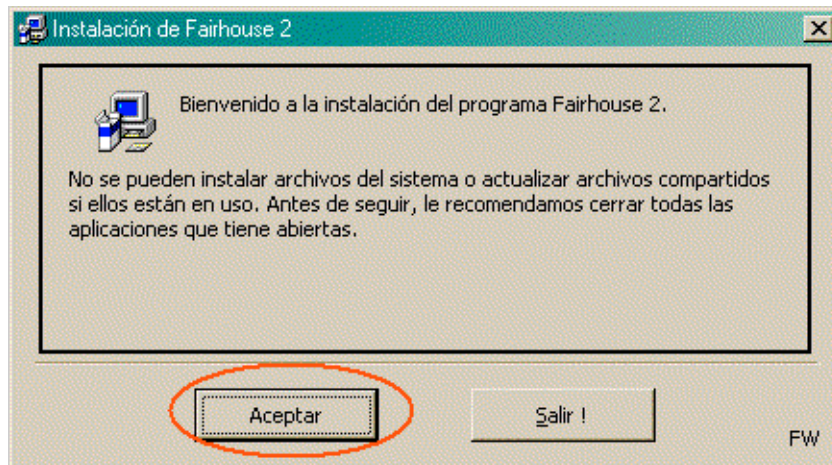 Instalación de Fairhouse 2
Bienvenido a la instalación del programa Fairhouse 2.
No se pueden instalar archivos del sistema o actualizar archivos compartidos
si ellos están en uso. Antes de seguir, le recomendamos cerrar todas las
aplicaciones que tiene abiertas.
Aceptar
Salir !
FW